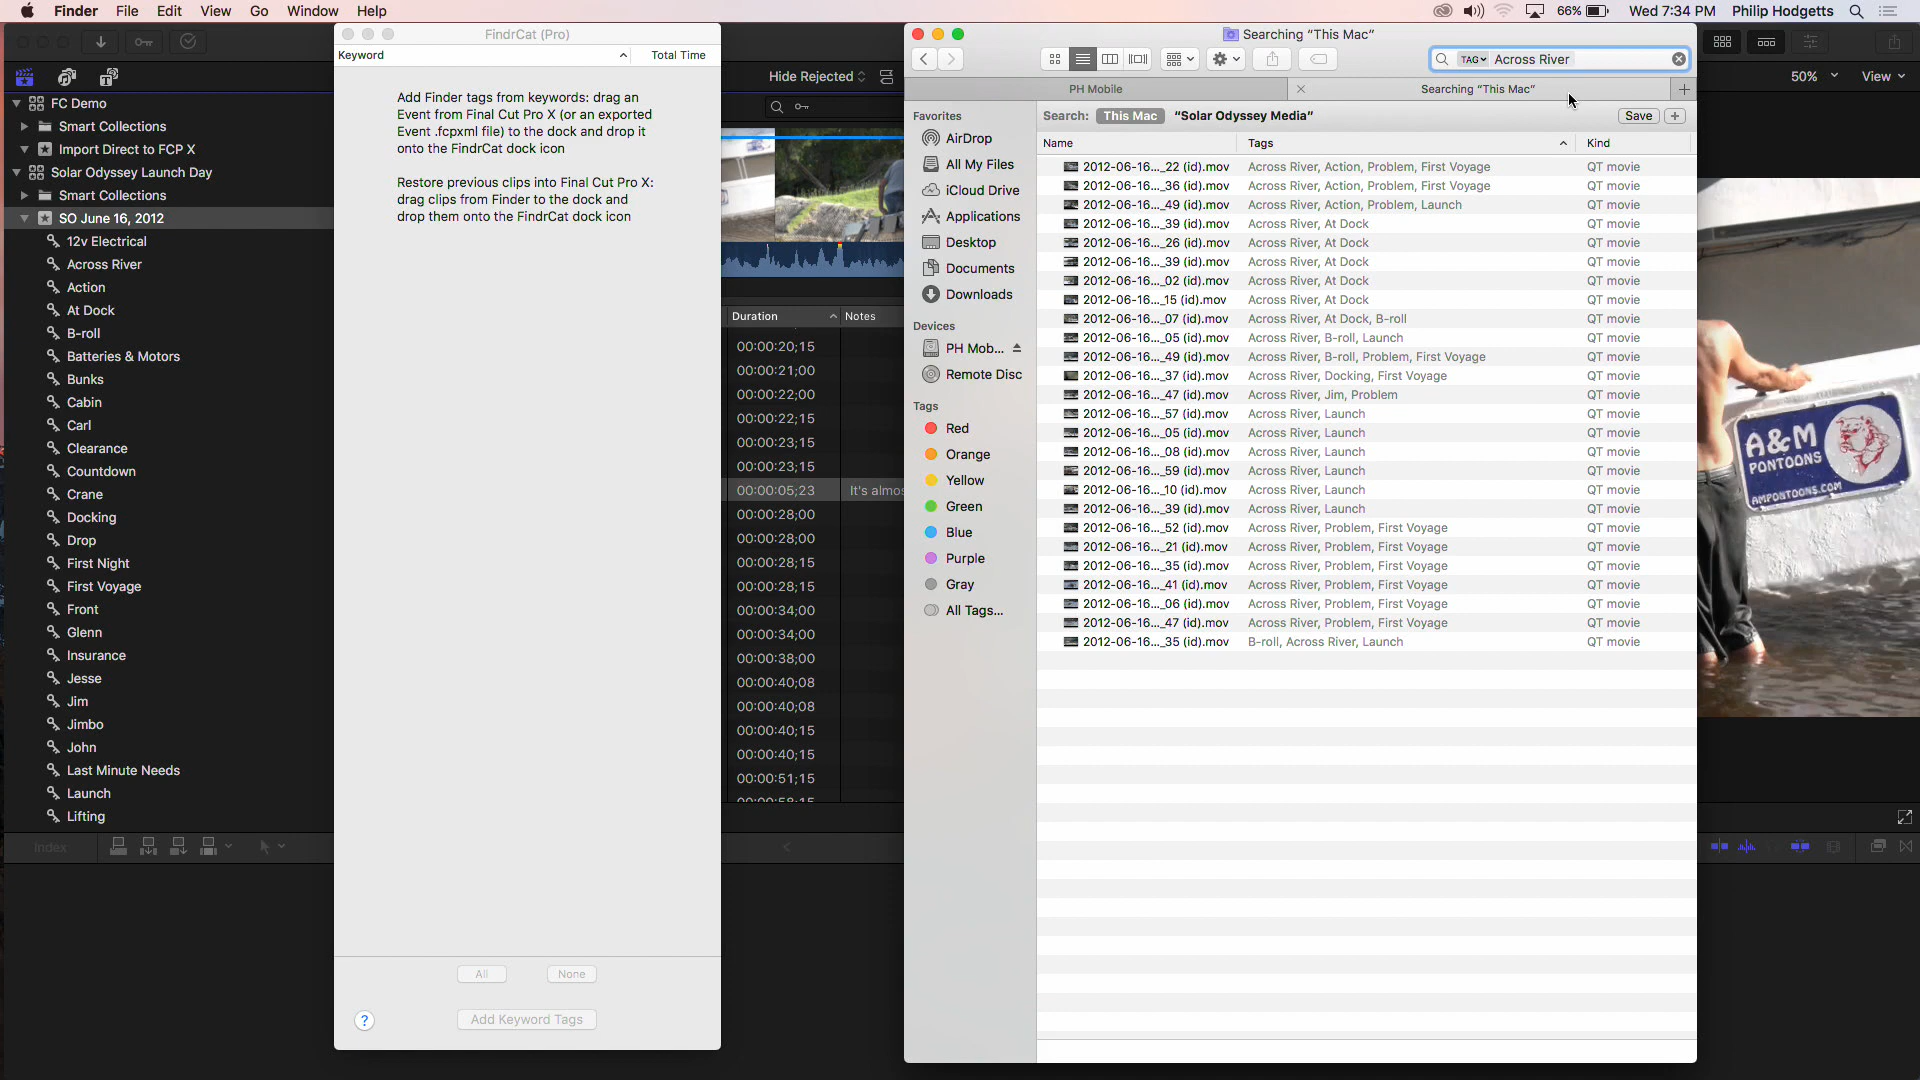 Finder File Edit View Go Window Help
66% Wed 7:34 PM Philip Hodgetts
FindrCat (Pro)
Keyword Total Time
Add Finder tags from keywords: drag an
Event from Final Cut Pro X (or an exported
Event .fcpxml file) to the dock and drop it
onto the FindrCat dock icon
Restore previous clips into Final Cut Pro X:
drag clips from Finder to the dock and
drop them onto the FindrCat dock icon
All None
Add Keyword Tags
?
FC Demo
Smart Collections
Import Direct to FCP X
Solar Odyssey Launch Day
Smart Collections
SO June 16, 2012
12v Electrical
Across River
Action
At Dock
B-roll
Batteries & Motors
Bunks
Cabin
Carl
Clearance
Countdown
Crane
Docking
Drop
First Night
First Voyage
Front
Glenn
Insurance
Jesse
Jim
Jimbo
John
Last Minute Needs
Launch
Lifting
Index
Hide Rejected
Duration Notes
00:00:20;15
00:00:21;00
00:00:22;00
00:00:22;15
00:00:23;15
00:00:23;15
00:00:05;23 It's almos
00:00:28;00
00:00:28;00
00:00:28;15
00:00:28;15
00:00:34;00
00:00:34;00
00:00:38;00
00:00:40;08
00:00:40;08
00:00:40;15
00:00:40;15
00:00:51;15
00:00:58;15
Searching “This Mac”
TAG Across River
PH Mobile Searching “This Mac”
Search: This Mac “Solar Odyssey Media” Save +
Favorites
AirDrop
All My Files
iCloud Drive
Applications
Desktop
Documents
Downloads
Devices
PH Mob...
Remote Disc
Tags
Red
Orange
Yellow
Green
Blue
Purple
Gray
All Tags...
Name Tags Kind
2012-06-16..._22 (id).mov Across River, Action, Problem, First Voyage QT movie
2012-06-16..._36 (id).mov Across River, Action, Problem, First Voyage QT movie
2012-06-16..._49 (id).mov Across River, Action, Problem, Launch QT movie
2012-06-16..._39 (id).mov Across River, At Dock QT movie
2012-06-16..._26 (id).mov Across River, At Dock QT movie
2012-06-16..._39 (id).mov Across River, At Dock QT movie
2012-06-16..._02 (id).mov Across River, At Dock QT movie
2012-06-16..._15 (id).mov Across River, At Dock QT movie
2012-06-16..._07 (id).mov Across River, At Dock, B-roll QT movie
2012-06-16..._05 (id).mov Across River, B-roll, Launch QT movie
2012-06-16..._49 (id).mov Across River, B-roll, Problem, First Voyage QT movie
2012-06-16..._37 (id).mov Across River, Docking, First Voyage QT movie
2012-06-16..._47 (id).mov Across River, Jim, Problem QT movie
2012-06-16..._57 (id).mov Across River, Launch QT movie
2012-06-16..._05 (id).mov Across River, Launch QT movie
2012-06-16..._08 (id).mov Across River, Launch QT movie
2012-06-16..._59 (id).mov Across River, Launch QT movie
2012-06-16..._10 (id).mov Across River, Launch QT movie
2012-06-16..._39 (id).mov Across River, Launch QT movie
2012-06-16..._52 (id).mov Across River, Problem, First Voyage QT movie
2012-06-16..._21 (id).mov Across River, Problem, First Voyage QT movie
2012-06-16..._35 (id).mov Across River, Problem, First Voyage QT movie
2012-06-16..._41 (id).mov Across River, Problem, First Voyage QT movie
2012-06-16..._06 (id).mov Across River, Problem, First Voyage QT movie
2012-06-16..._47 (id).mov Across River, Problem, First Voyage QT movie
2012-06-16..._35 (id).mov B-roll, Across River, Launch QT movie
50% View
A&M
PONTOONS
AMPONTOONS.COM